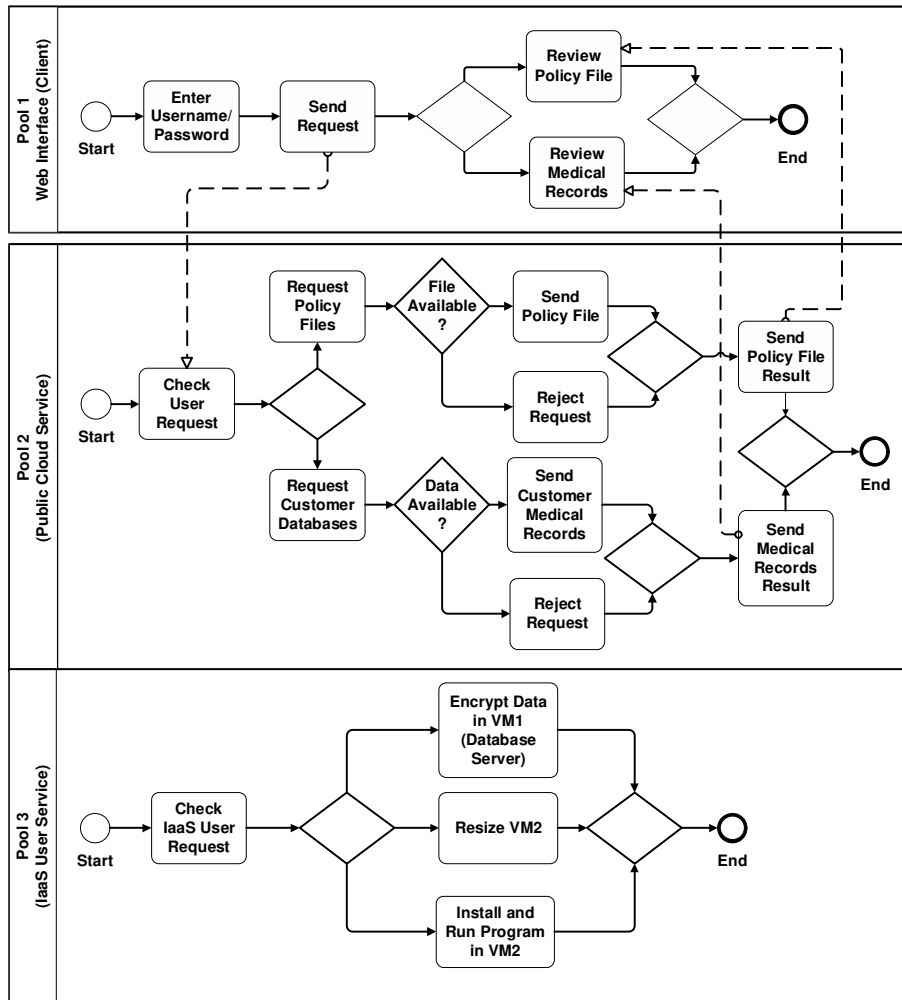 Pool 1
Web Interface (Client)
Start
Enter
Username/
Password
Send
Request
Review
Policy File
Review
Medical
Records
End
Pool 2
(Public Cloud Service)
Start
Check
User
Request
Request
Policy
Files
File
Available
?
Send
Policy File
Reject
Request
Send
Policy File
Result
Request
Customer
Databases
Data
Available
?
Send
Customer
Medical
Records
Reject
Request
Send
Medical
Records
Result
End
Pool 3
(IaaS User Service)
Start
Check
IaaS User
Request
Encrypt Data
in VM1
(Database
Server)
Resize VM2
Install and
Run Program
in VM2
End